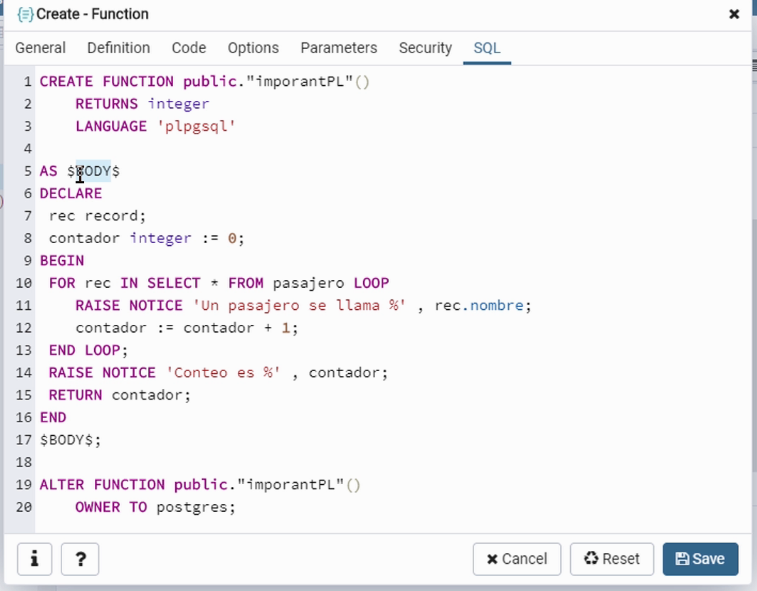 Create - Function
General Definition Code Options Parameters Security SQL
1 CREATE FUNCTION public."imporantPL"()
2 RETURNS integer
3 LANGUAGE 'plpgsql'
4
5 AS $BODY$
6 DECLARE
7 rec record;
8 contador integer := 0;
9 BEGIN
10 FOR rec IN SELECT * FROM pasajero LOOP
11 RAISE NOTICE 'Un pasajero se llama %' , rec.nombre;
12 contador := contador + 1;
13 END LOOP;
14 RAISE NOTICE 'Conteo es %' , contador;
15 RETURN contador;
16 END
17 $BODY$;
18
19 ALTER FUNCTION public."imporantPL"()
20 OWNER TO postgres;
i ? Cancel Reset Save